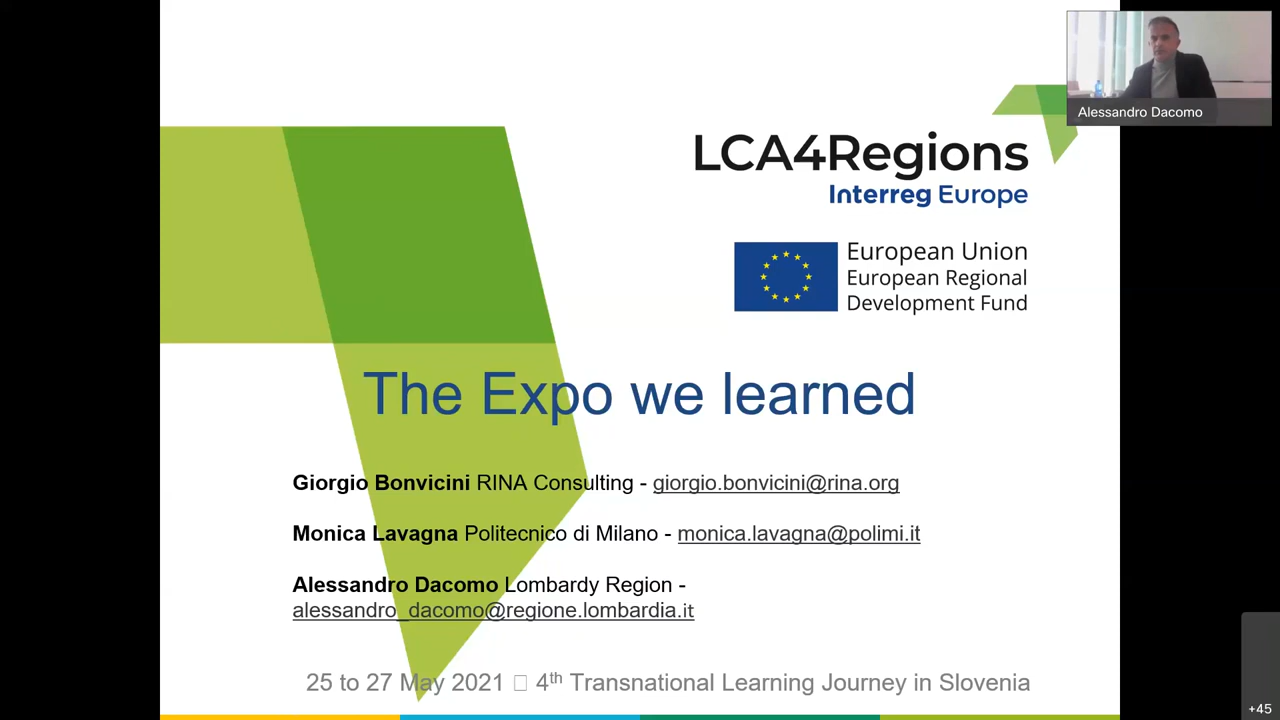 Alessandro Dacomo
LCA4Regions
Interreg Europe
European Union
European Regional
Development Fund
The Expo we learned
Giorgio Bonvicini RINA Consulting - giorgio.bonvicini@rina.org
Monica Lavagna Politecnico di Milano - monica.lavagna@polimi.it
Alessandro Dacomo Lombardy Region -
alessandro_dacomo@regione.lombardia.it
25 to 27 May 2021 □ 4th Transnational Learning Journey in Slovenia
+45